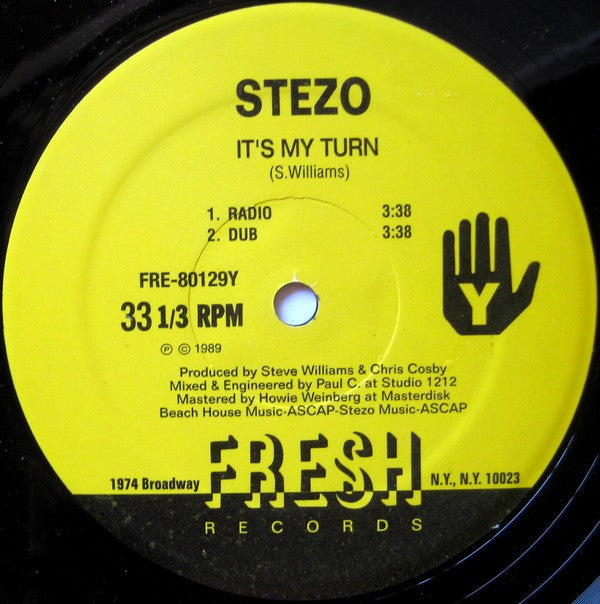 STEZO
IT'S MY TURN
(S.Williams)
1. RADIO 3:38
2. DUB 3:38
FRE-80129Y
Y
33 1/3 RPM
℗ © 1989
Produced by Steve Williams & Chris Cosby
Mixed & Engineered by Paul C. at Studio 1212
Mastered by Howie Weinberg at Masterdisk
Beach House Music-ASCAP-Stezo Music-ASCAP
1974 Broadway FRESH N.Y., N.Y. 10023
RECORDS